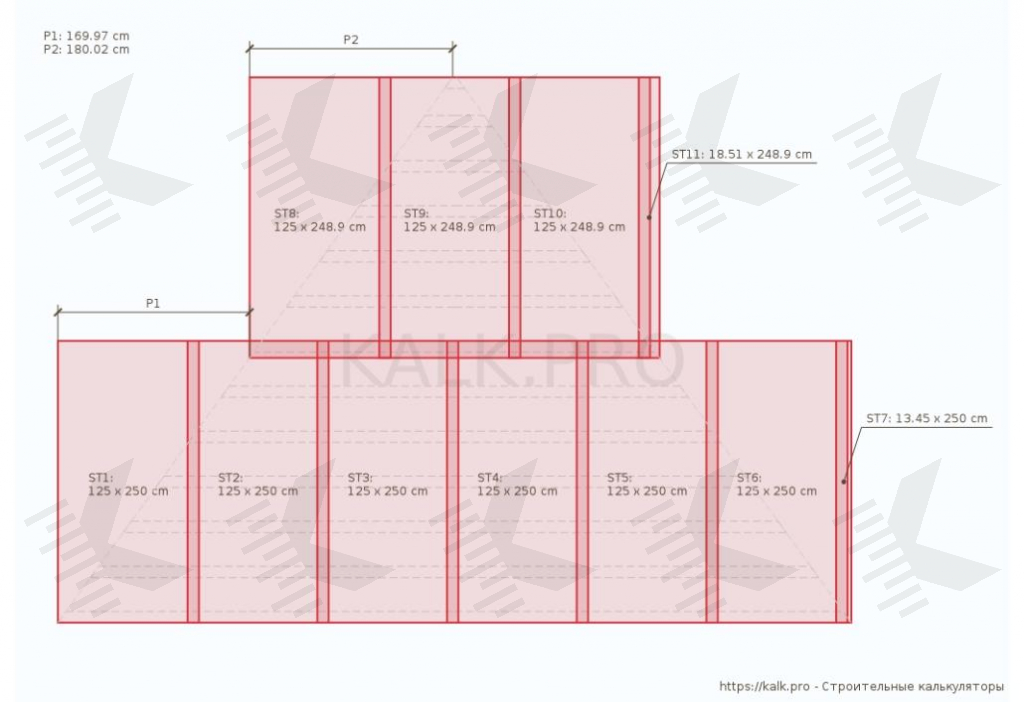 P1: 169.97 cm
P2: 180.02 cm
P2
ST11: 18.51 x 248.9 cm
ST8:
125 x 248.9 cm
ST9:
125 x 248.9 cm
ST10:
125 x 248.9 cm
P1
KALK.PRO
ST7: 13.45 x 250 cm
ST1:
125 x 250 cm
ST2:
125 x 250 cm
ST3:
125 x 250 cm
ST4:
125 x 250 cm
ST5:
125 x 250 cm
ST6:
125 x 250 cm
https://kalk.pro - Строительные калькуляторы